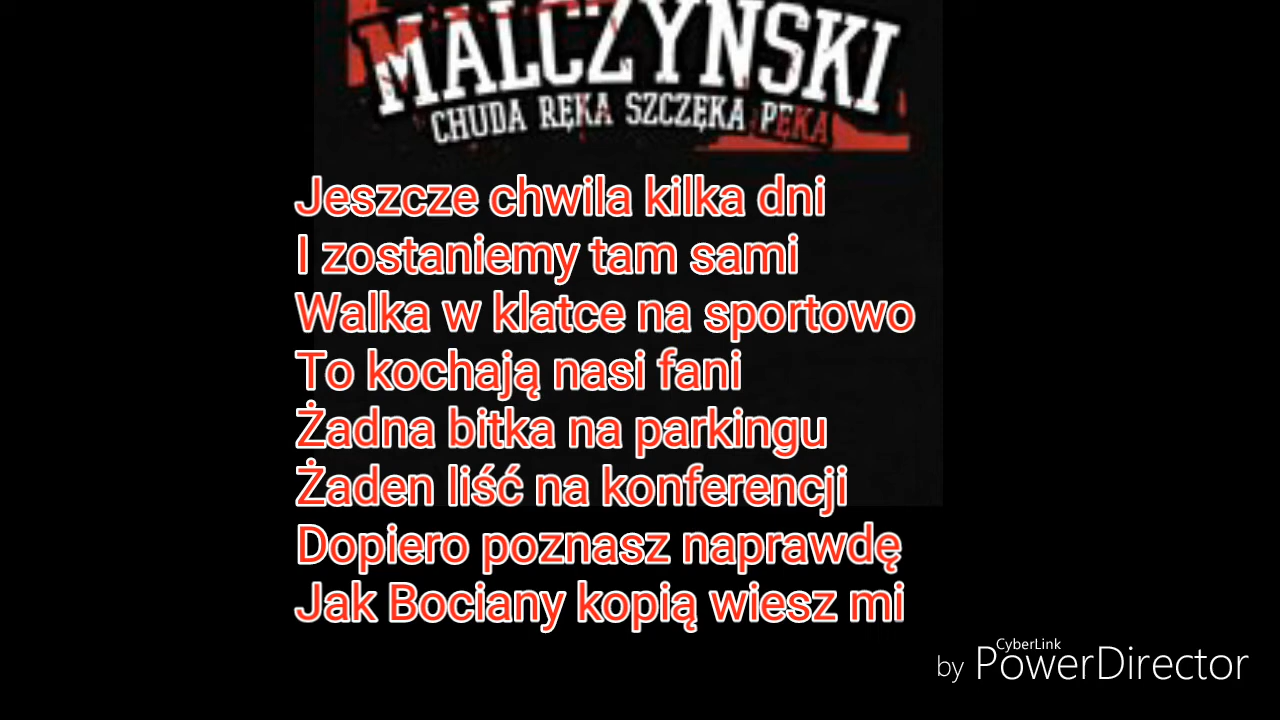 MALCZYNSKI
CHUDA RĘKA SZCZĘKA PĘKA
Jeszcze chwila kilka dni
I zostaniemy tam sami
Walka w klatce na sportowo
To kochają nasi fani
Żadna bitka na parkingu
Żaden liść na konferencji
Dopiero poznasz naprawdę
Jak Bociany kopią wiesz mi
by CyberLink PowerDirector